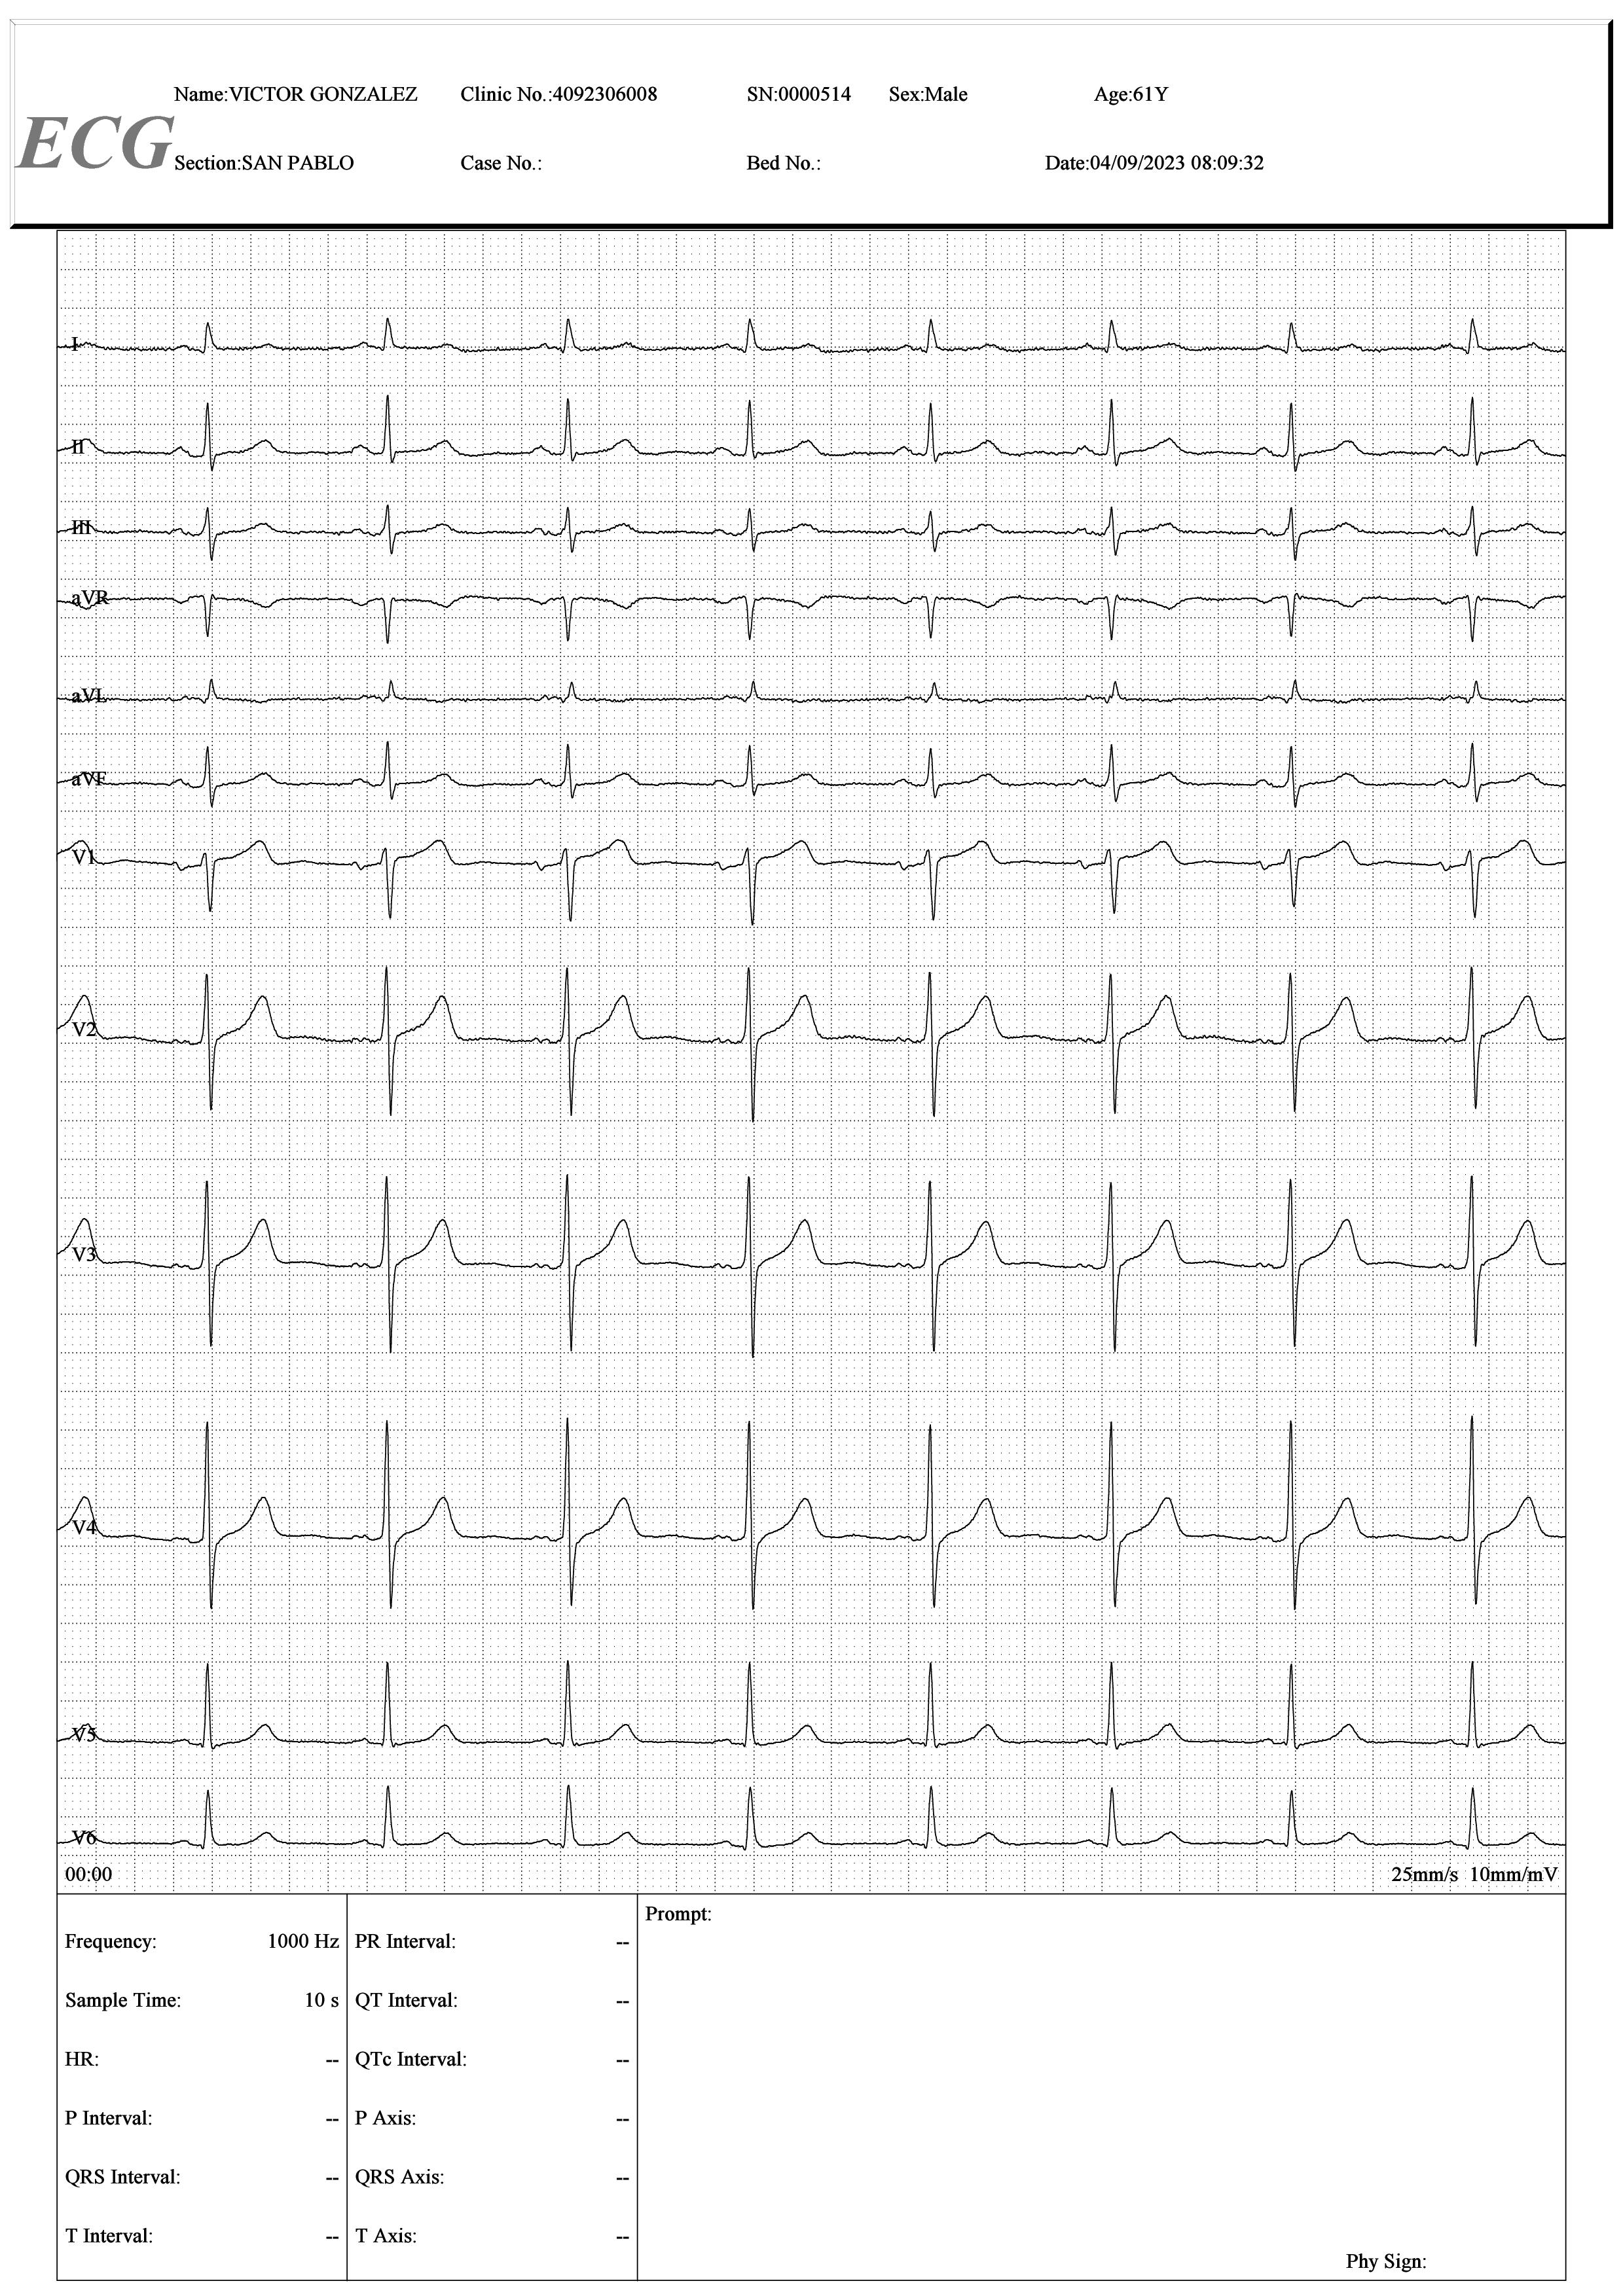 Name:VICTOR GONZALEZ Clinic No.:4092306008 SN:0000514 Sex:Male Age:61Y
ECG
Section:SAN PABLO Case No.: Bed No.: Date:04/09/2023 08:09:32
I
II
III
aVR
aVL
aVF
V1
V2
V3
V4
V5
V6
00:00 25mm/s 10mm/mV
Prompt:
Frequency: 1000 Hz PR Interval: --
Sample Time: 10 s QT Interval: --
HR: -- QTc Interval: --
P Interval: -- P Axis: --
QRS Interval: -- QRS Axis: --
T Interval: -- T Axis: --
Phy Sign: